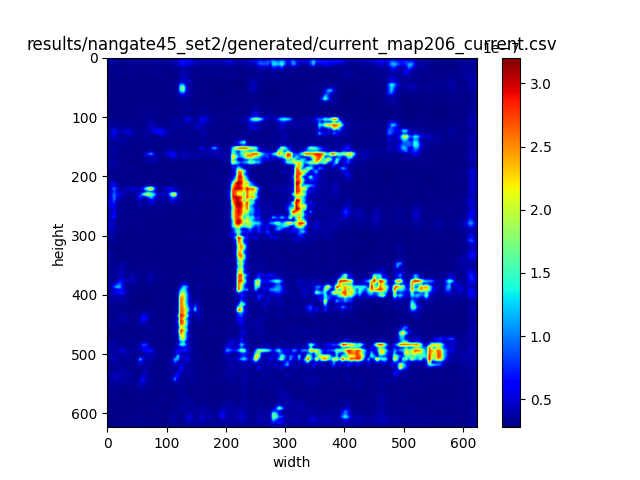 results/nangate45_set2/generated/current_map206_current.csv
1e−7
0
100
200
300
400
500
600
height
0 100 200 300 400 500 600
width
3.0
2.5
2.0
1.5
1.0
0.5